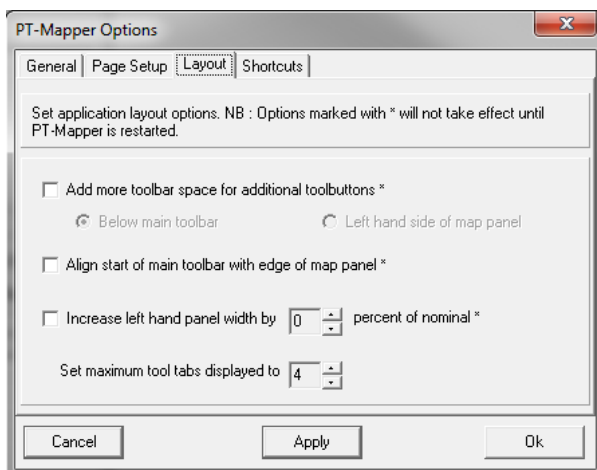 PT-Mapper Options
General Page Setup Layout Shortcuts
Set application layout options. NB : Options marked with * will not take effect until
PT-Mapper is restarted.
Add more toolbar space for additional toolbuttons *
Below main toolbar Left hand side of map panel
Align start of main toolbar with edge of map panel *
Increase left hand panel width by 0 percent of nominal *
Set maximum tool tabs displayed to 4
Cancel Apply Ok